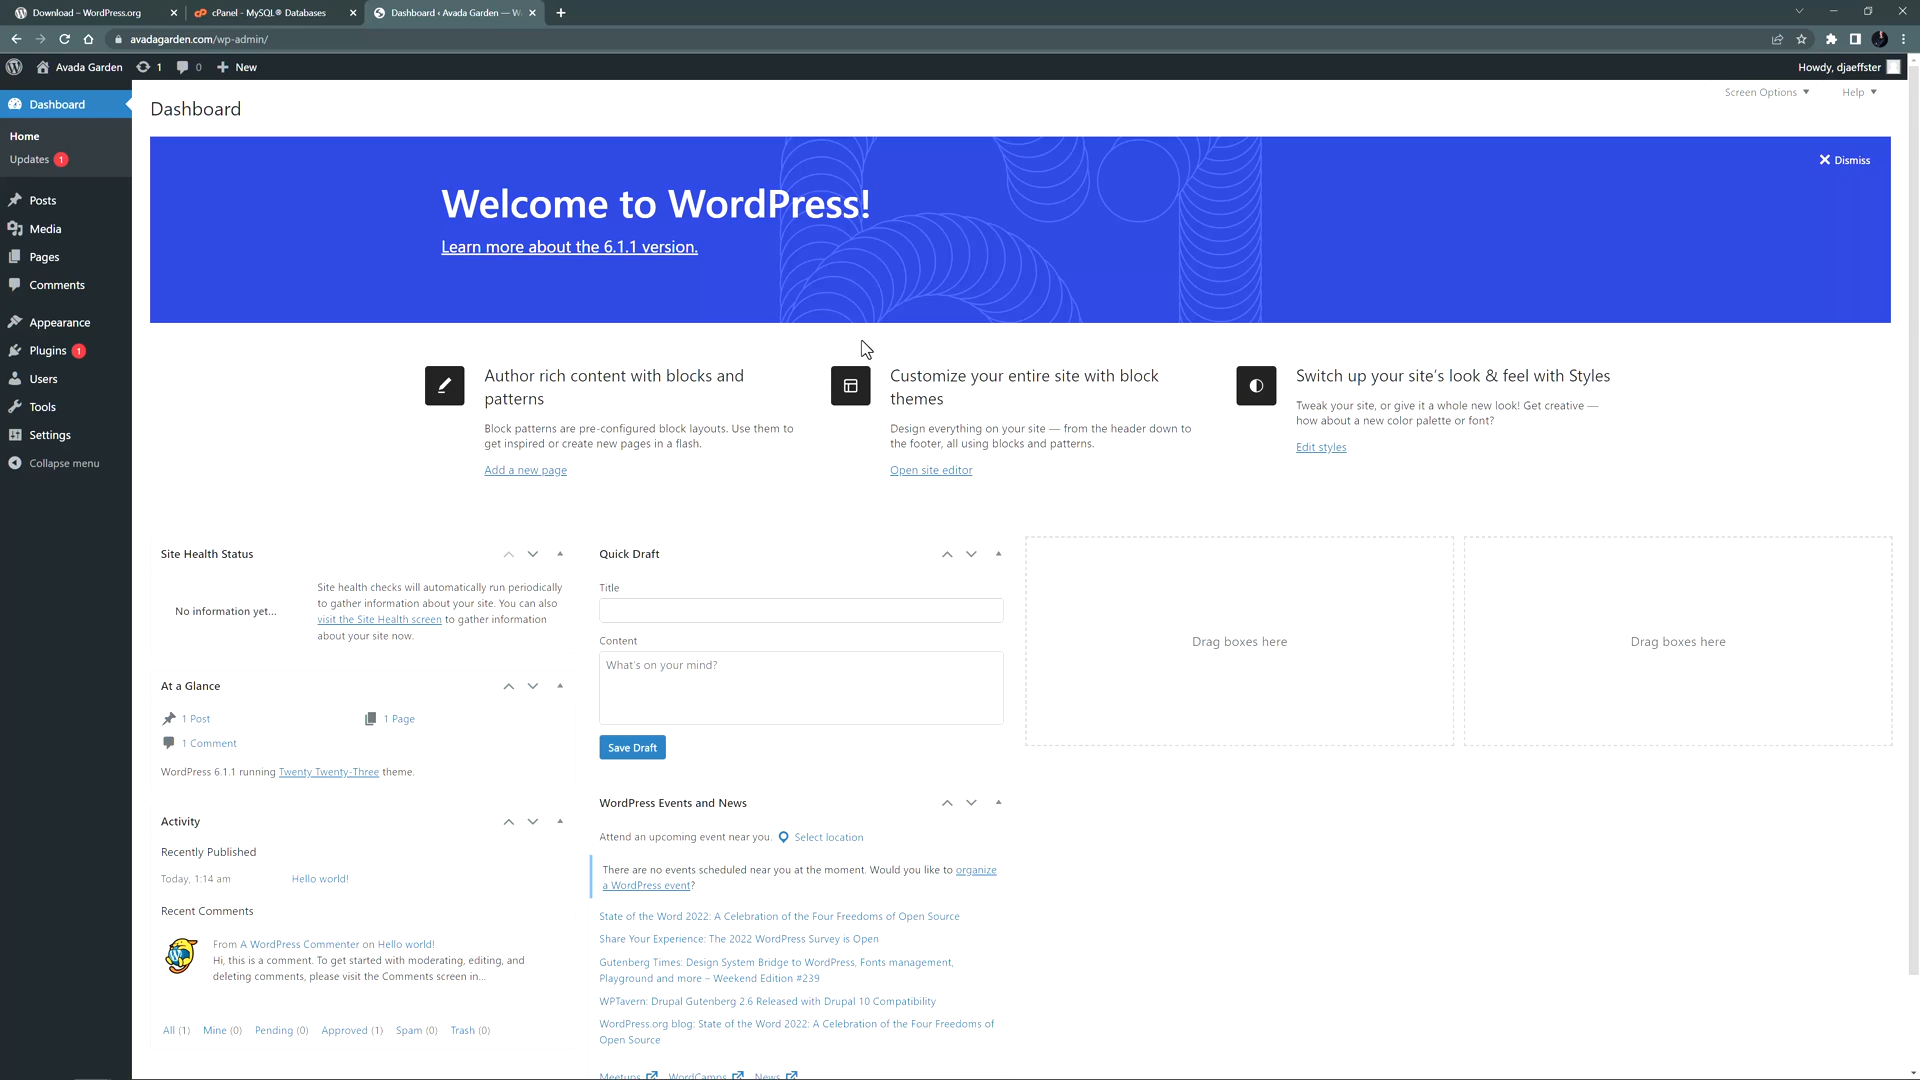 Download – WordPress.org
cPanel - MySQL® Databases
Dashboard ‹ Avada Garden — W
avadagarden.com/wp-admin/
Avada Garden
1
0
New
Howdy, djaeffster
Dashboard
Home
Updates 1
Posts
Media
Pages
Comments
Appearance
Plugins 1
Users
Tools
Settings
Collapse menu
Screen Options
Help
Dashboard
Dismiss
Welcome to WordPress!
Learn more about the 6.1.1 version.
Author rich content with blocks and
patterns
Block patterns are pre-configured block layouts. Use them to
get inspired or create new pages in a flash.
Add a new page
Customize your entire site with block
themes
Design everything on your site — from the header down to
the footer, all using blocks and patterns.
Open site editor
Switch up your site’s look & feel with Styles
Tweak your site, or give it a whole new look! Get creative —
how about a new color palette or font?
Edit styles
Site Health Status
No information yet...
Site health checks will automatically run periodically
to gather information about your site. You can also
visit the Site Health screen to gather information
about your site now.
At a Glance
1 Post
1 Page
1 Comment
WordPress 6.1.1 running Twenty Twenty-Three theme.
Activity
Recently Published
Today, 1:14 am
Hello world!
Recent Comments
From A WordPress Commenter on Hello world!
Hi, this is a comment. To get started with moderating, editing, and
deleting comments, please visit the Comments screen in...
All (1)
Mine (0)
Pending (0)
Approved (1)
Spam (0)
Trash (0)
Quick Draft
Title
Content
What's on your mind?
Save Draft
WordPress Events and News
Attend an upcoming event near you.
Select location
There are no events scheduled near you at the moment. Would you like to organize
a WordPress event?
State of the Word 2022: A Celebration of the Four Freedoms of Open Source
Share Your Experience: The 2022 WordPress Survey is Open
Gutenberg Times: Design System Bridge to WordPress, Fonts management,
Playground and more – Weekend Edition #239
WPTavern: Drupal Gutenberg 2.6 Released with Drupal 10 Compatibility
WordPress.org blog: State of the Word 2022: A Celebration of the Four Freedoms of
Open Source
Meetups
WordCamps
News
Drag boxes here
Drag boxes here